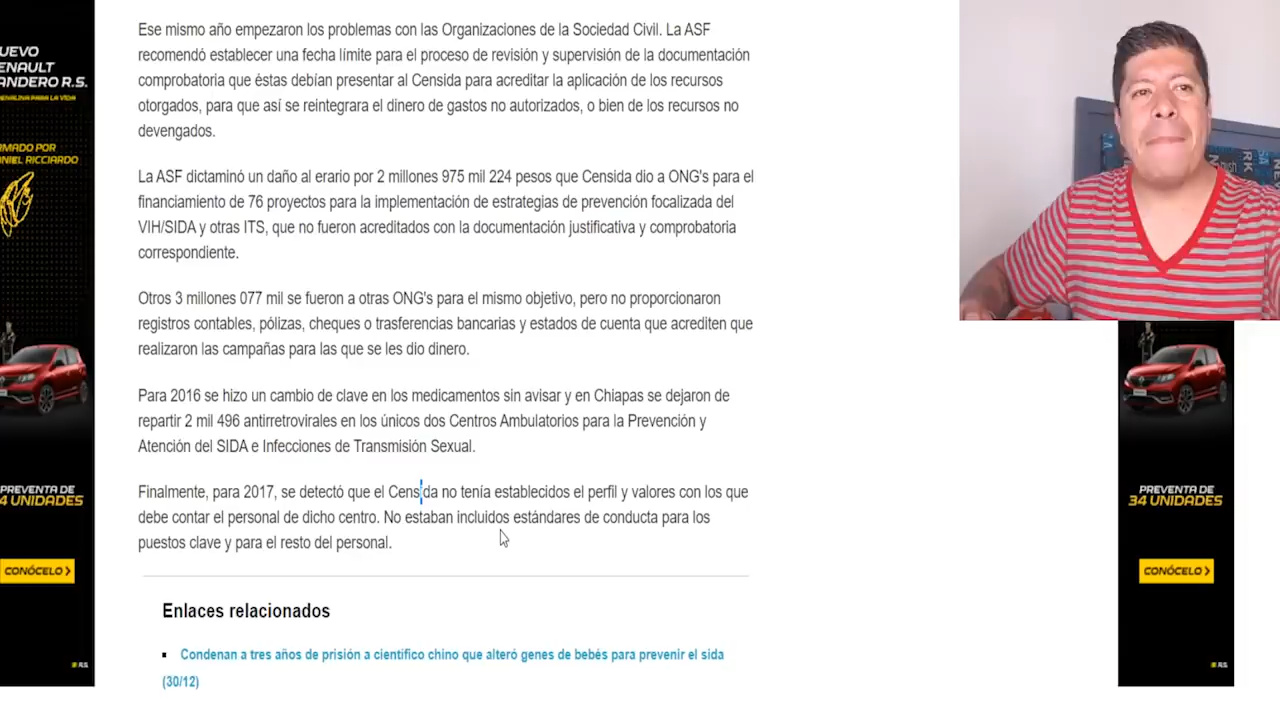 Ese mismo año empezaron los problemas con las Organizaciones de la Sociedad Civil. La ASF
recomendó establecer una fecha límite para el proceso de revisión y supervisión de la documentación
comprobatoria que éstas debían presentar al Censida para acreditar la aplicación de los recursos
otorgados, para que así se reintegrara el dinero de gastos no autorizados, o bien de los recursos no
devengados.
La ASF dictaminó un daño al erario por 2 millones 975 mil 224 pesos que Censida dio a ONG's para el
financiamiento de 76 proyectos para la implementación de estrategias de prevención focalizada del
VIH/SIDA y otras ITS, que no fueron acreditados con la documentación justificativa y comprobatoria
correspondiente.
Otros 3 millones 077 mil se fueron a otras ONG's para el mismo objetivo, pero no proporcionaron
registros contables, pólizas, cheques o trasferencias bancarias y estados de cuenta que acrediten que
realizaron las campañas para las que se les dio dinero.
Para 2016 se hizo un cambio de clave en los medicamentos sin avisar y en Chiapas se dejaron de
repartir 2 mil 496 antirretrovirales en los únicos dos Centros Ambulatorios para la Prevención y
Atención del SIDA e Infecciones de Transmisión Sexual.
Finalmente, para 2017, se detectó que el Censida no tenía establecidos el perfil y valores con los que
debe contar el personal de dicho centro. No estaban incluidos estándares de conducta para los
puestos clave y para el resto del personal.
Enlaces relacionados
Condenan a tres años de prisión a científico chino que alteró genes de bebés para prevenir el sida
(30/12)
UEVO
ENAULT
ANDERO R.S.
RMADO POR
NIEL RICCIARDO
PREVENTA DE
4 UNIDADES
CONÓCELO
R.S.
PREVENTA DE
34 UNIDADES
CONÓCELO
R.S.